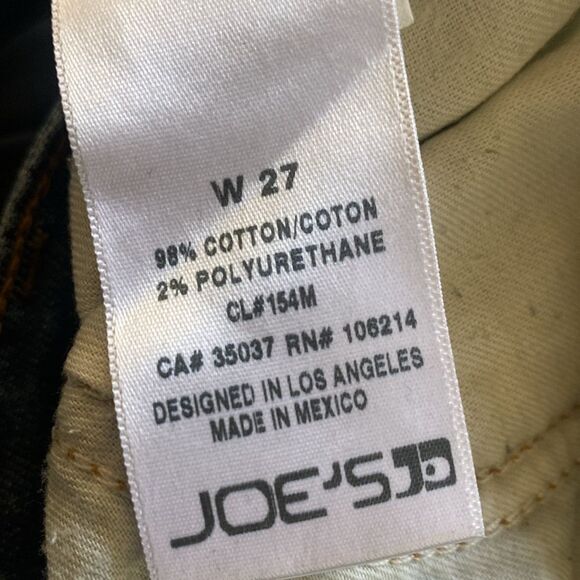 W 27
98% COTTON/COTON
2% POLYURETHANE
CL#154M
CA# 35037 RN# 106214
DESIGNED IN LOS ANGELES
MADE IN MEXICO
JOE'S JD